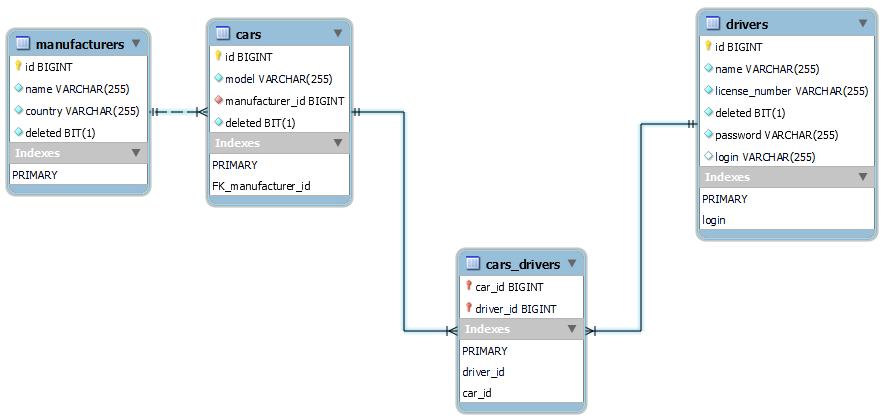 manufacturers
id BIGINT
name VARCHAR(255)
country VARCHAR(255)
deleted BIT(1)
Indexes
PRIMARY
cars
id BIGINT
model VARCHAR(255)
manufacturer_id BIGINT
deleted BIT(1)
Indexes
PRIMARY
FK_manufacturer_id
drivers
id BIGINT
name VARCHAR(255)
license_number VARCHAR(255)
deleted BIT(1)
password VARCHAR(255)
login VARCHAR(255)
Indexes
PRIMARY
login
cars_drivers
car_id BIGINT
driver_id BIGINT
Indexes
PRIMARY
driver_id
car_id